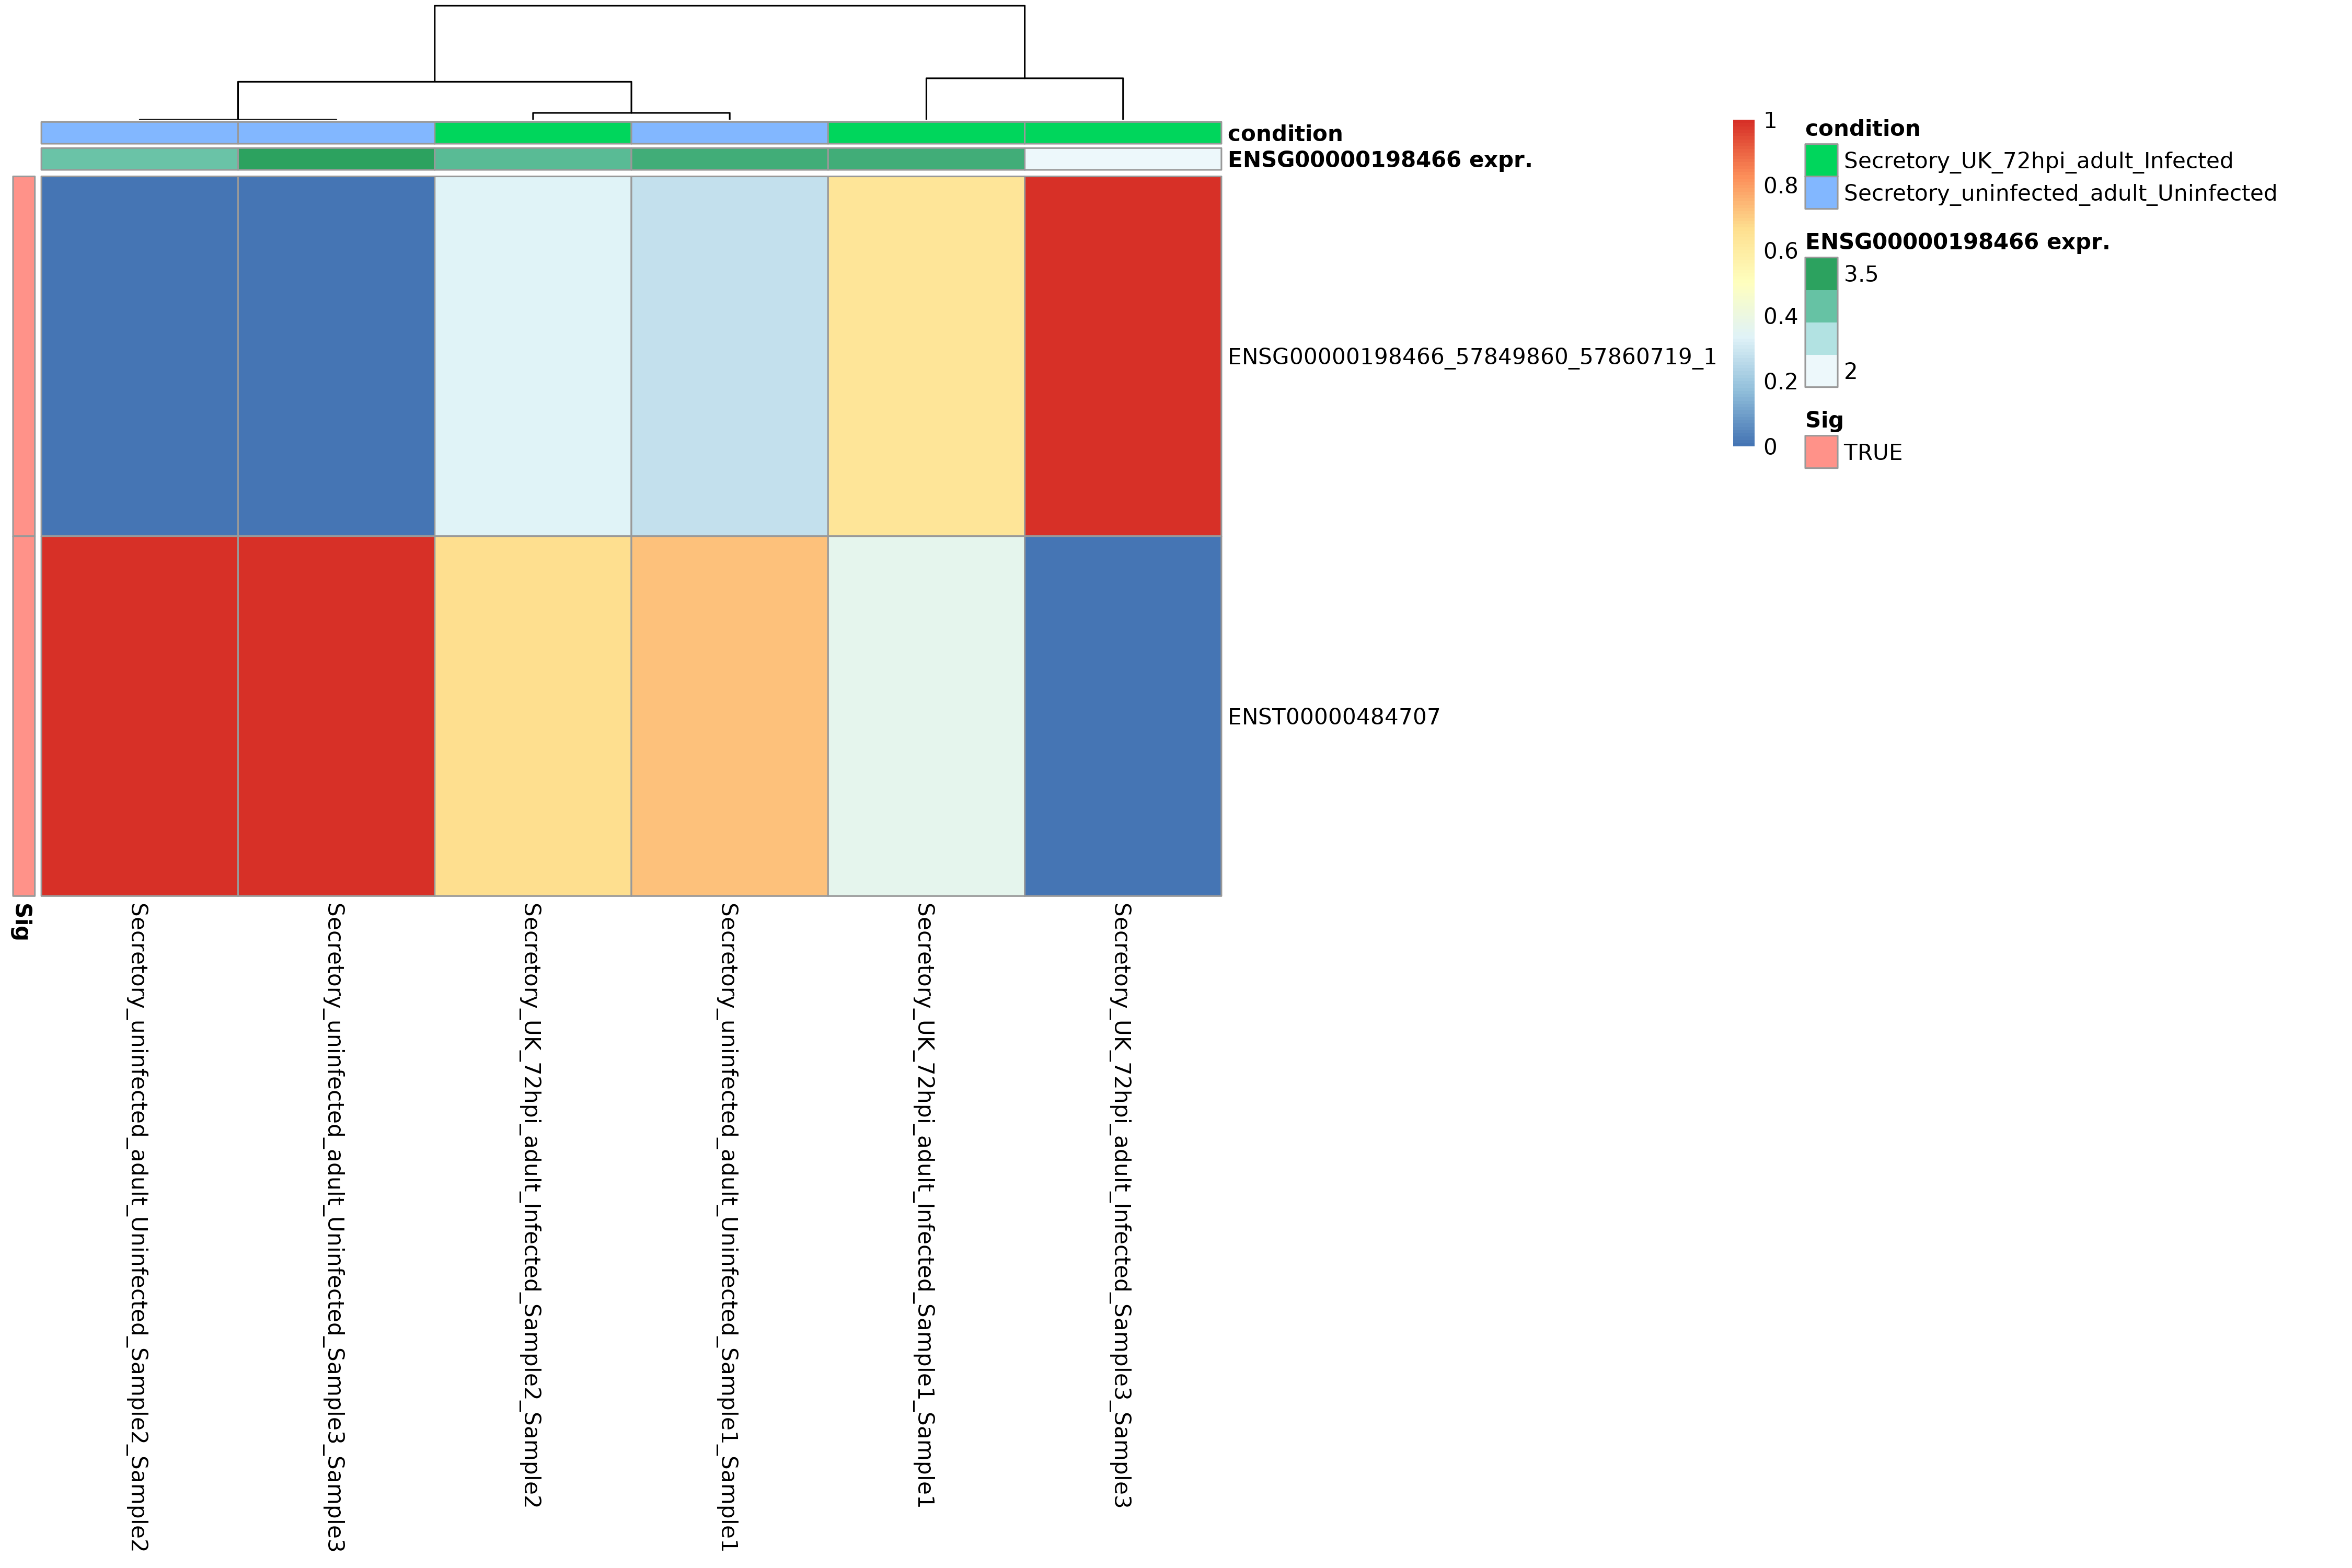 condition
ENSG00000198466 expr.
ENSG00000198466_57849860_57860719_1
ENST00000484707
1
0.8
0.6
0.4
0.2
0
condition
Secretory_UK_72hpi_adult_Infected
Secretory_uninfected_adult_Uninfected
ENSG00000198466 expr.
3.5
2
Sig
TRUE
Sig
Secretory_uninfected_adult_Uninfected_Sample2_Sample2
Secretory_uninfected_adult_Uninfected_Sample3_Sample3
Secretory_UK_72hpi_adult_Infected_Sample2_Sample2
Secretory_uninfected_adult_Uninfected_Sample1_Sample1
Secretory_UK_72hpi_adult_Infected_Sample1_Sample1
Secretory_UK_72hpi_adult_Infected_Sample3_Sample3